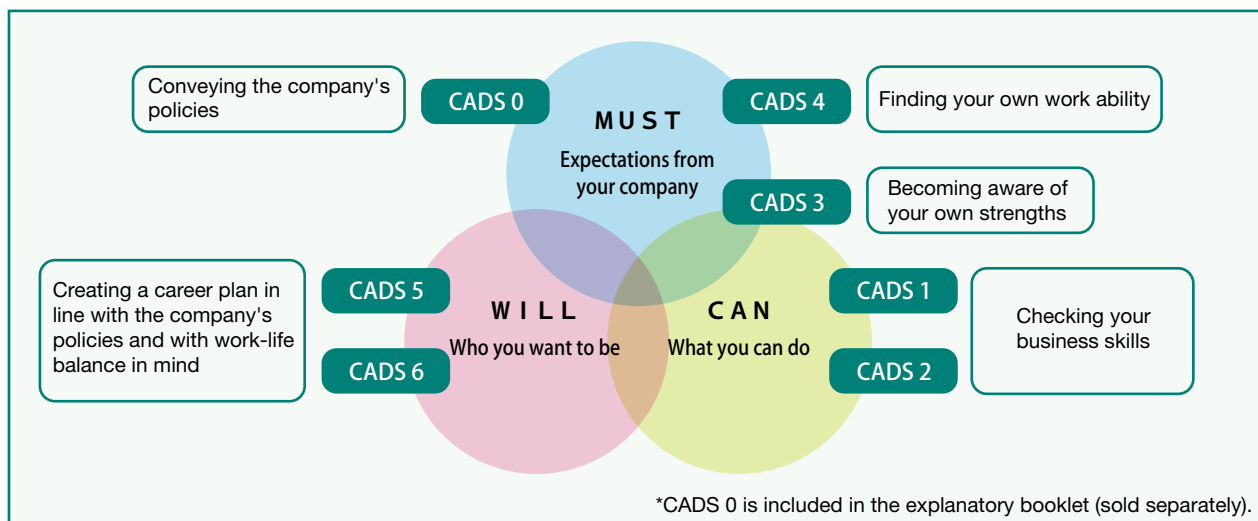 Conveying the company's
policies
CADS 0
MUST
Expectations from
your company
CADS 4
Finding your own work ability
CADS 3
Becoming aware of
your own strengths
Creating a career plan in
line with the company's
policies and with work-life
balance in mind
CADS 5
CADS 6
WILL
Who you want to be
CAN
What you can do
CADS 1
CADS 2
Checking your
business skills
*CADS 0 is included in the explanatory booklet (sold separately).